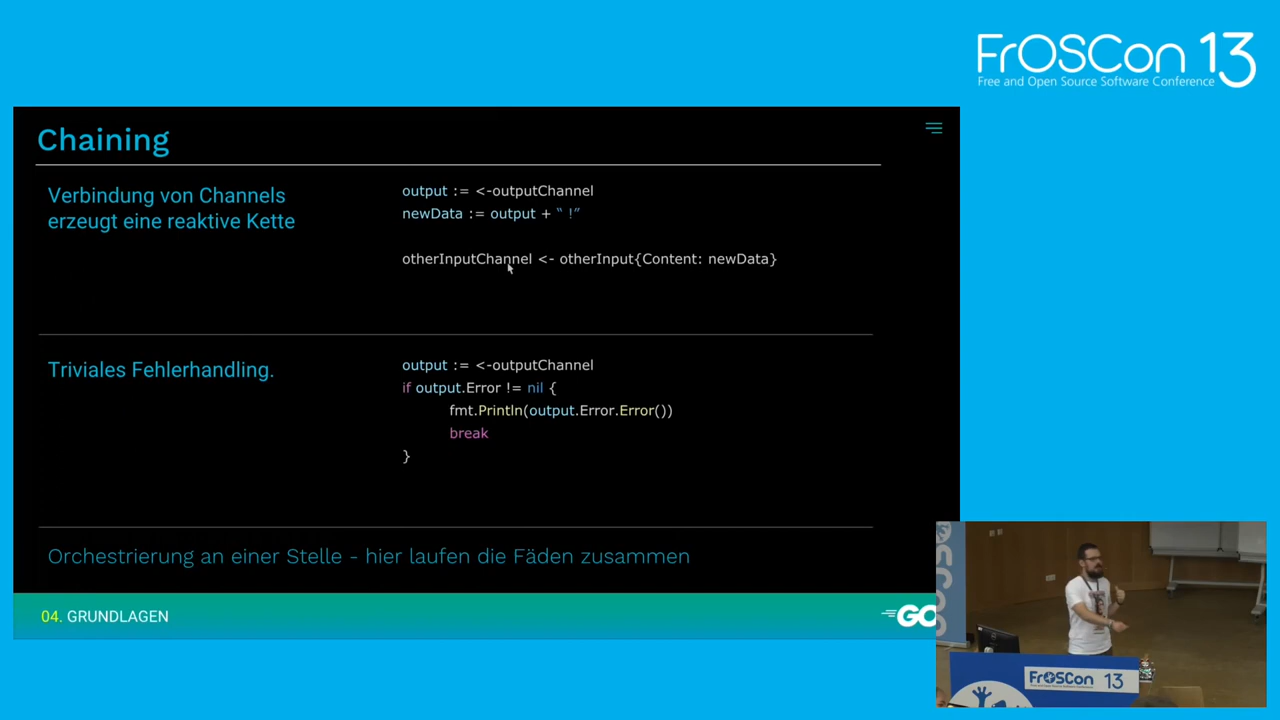 FrOSCon 13
Free and Open Source Software Conference
Chaining
Verbindung von Channels
erzeugt eine reaktive Kette
output := <-outputChannel
newData := output + “ !”
otherInputChannel <- otherInput{Content: newData}
Triviales Fehlerhandling.
output := <-outputChannel
if output.Error != nil {
fmt.Println(output.Error.Error())
break
}
Orchestrierung an einer Stelle - hier laufen die Fäden zusammen
04. GRUNDLAGEN
GO
FrOSCon 13